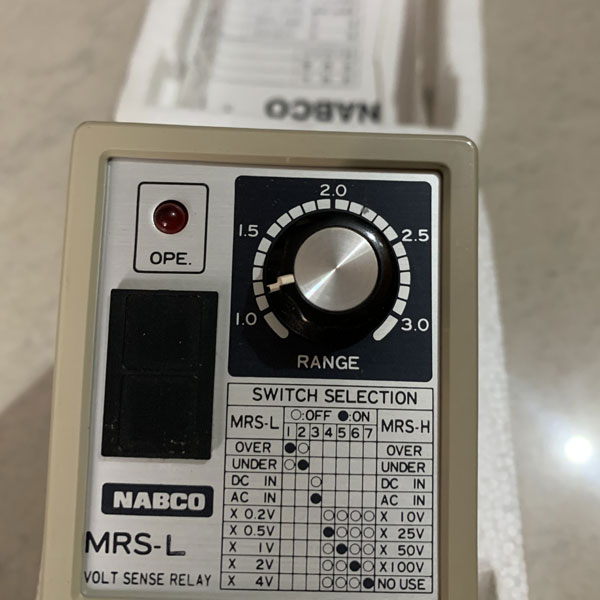 NABCO
OPE.
2.0
1.5
2.5
1.0
3.0
RANGE
SWITCH SELECTION
MRS-L ○:OFF ●:ON MRS-H
1 2 3 4 5 6 7
OVER ●○ OVER
UNDER ○● UNDER
DC IN ○ DC IN
AC IN ● AC IN
X 0.2V ○○○○ X 10V
X 0.5V ●○○○ X 25V
X 1V ○●○○ X 50V
X 2V ○○●○ X100V
X 4V ○○○● NO USE
NABCO
MRS-L
VOLT SENSE RELAY